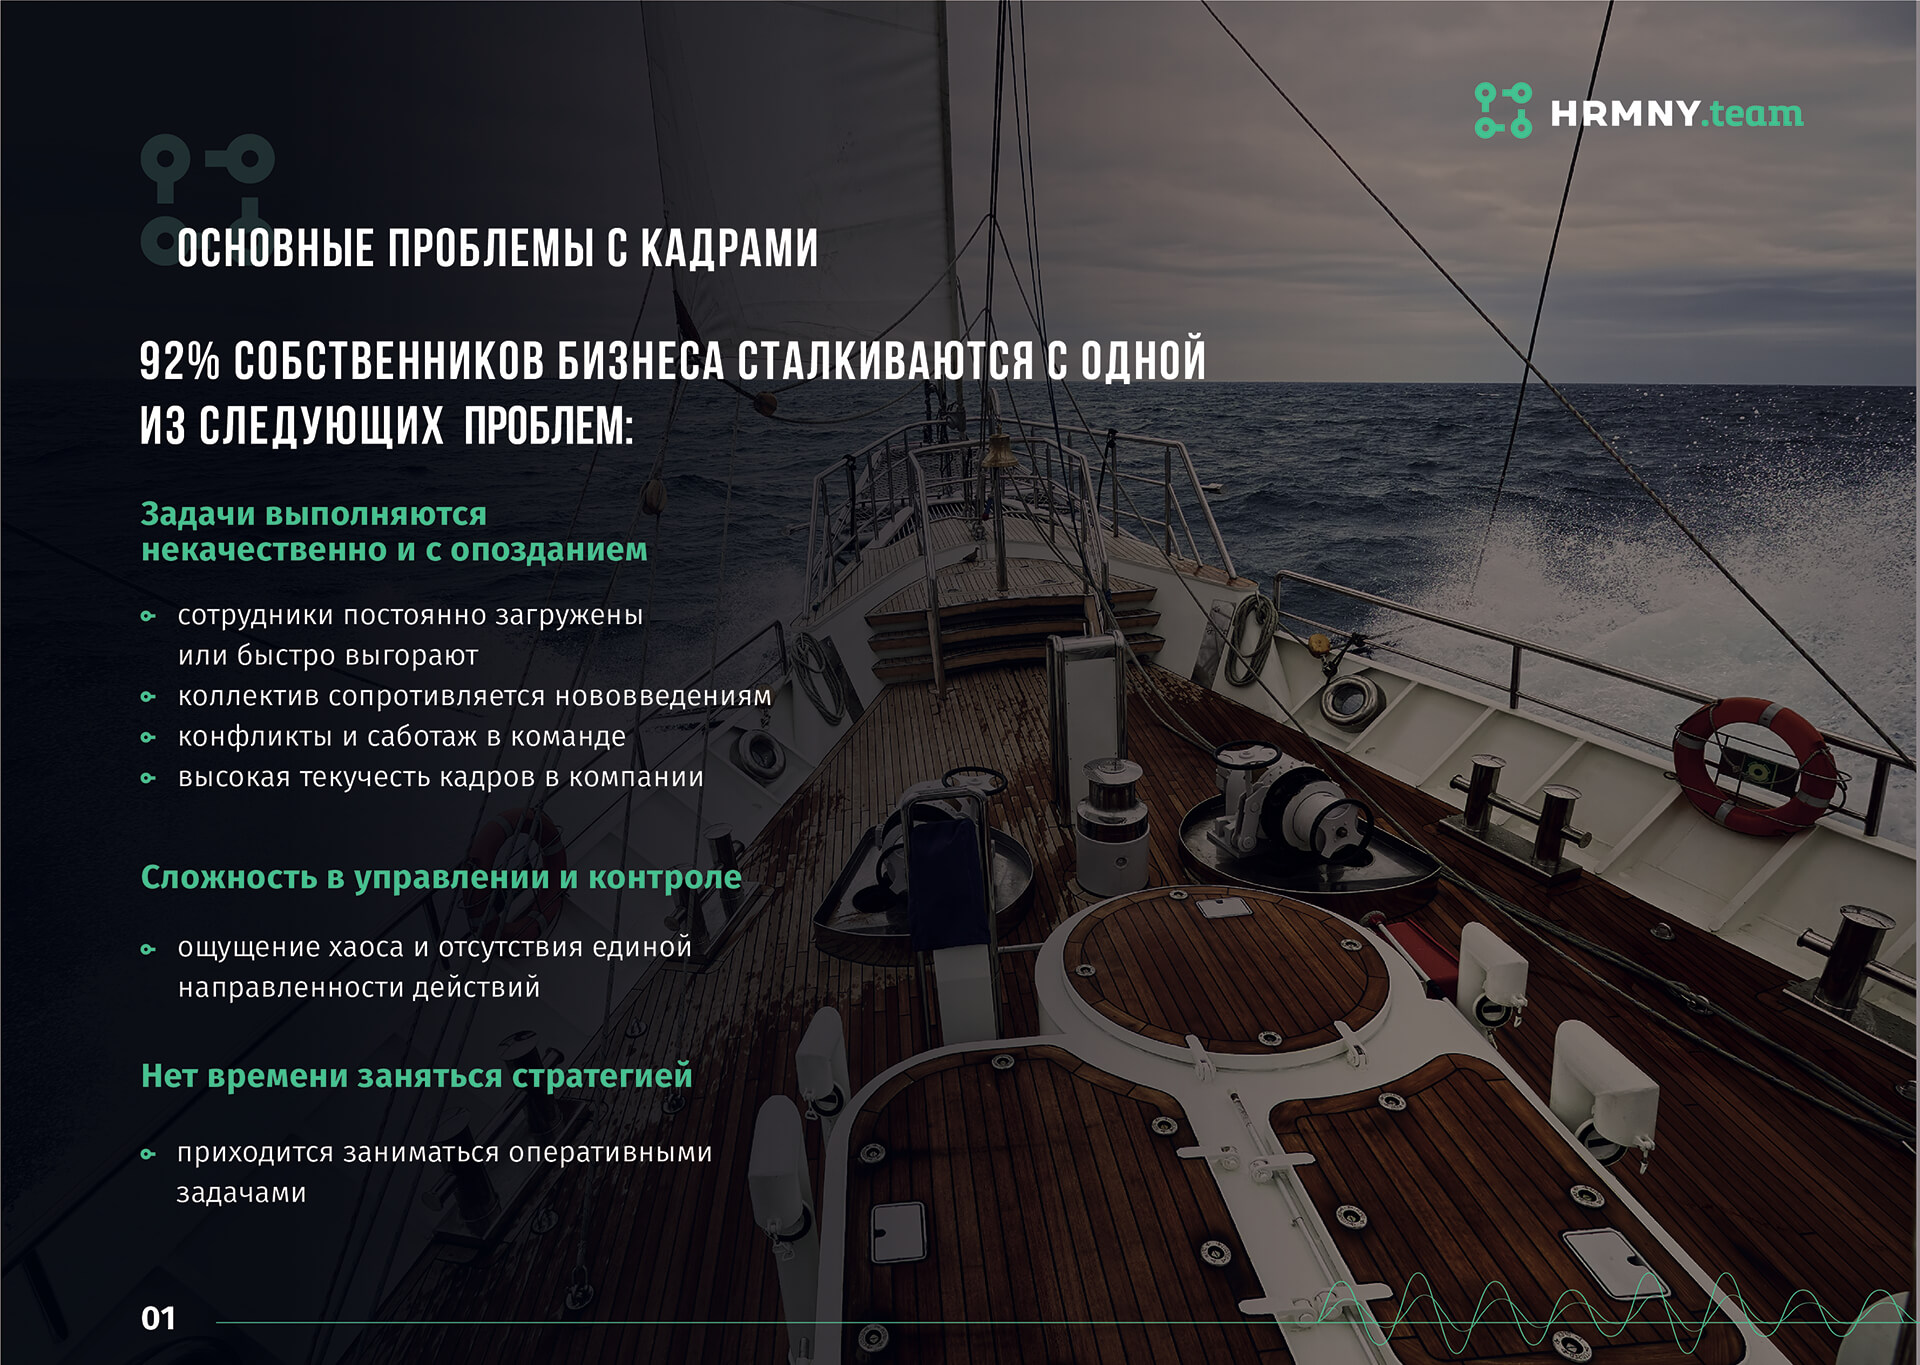 HRMNY.team
ОСНОВНЫЕ ПРОБЛЕМЫ С КАДРАМИ
92% СОБСТВЕННИКОВ БИЗНЕСА СТАЛКИВАЮТСЯ С ОДНОЙ
ИЗ СЛЕДУЮЩИХ ПРОБЛЕМ:
Задачи выполняются
некачественно и с опозданием
сотрудники постоянно загружены
или быстро выгорают
коллектив сопротивляется нововведениям
конфликты и саботаж в команде
высокая текучесть кадров в компании
Сложность в управлении и контроле
ощущение хаоса и отсутствия единой
направленности действий
Нет времени заняться стратегией
приходится заниматься оперативными
задачами
01